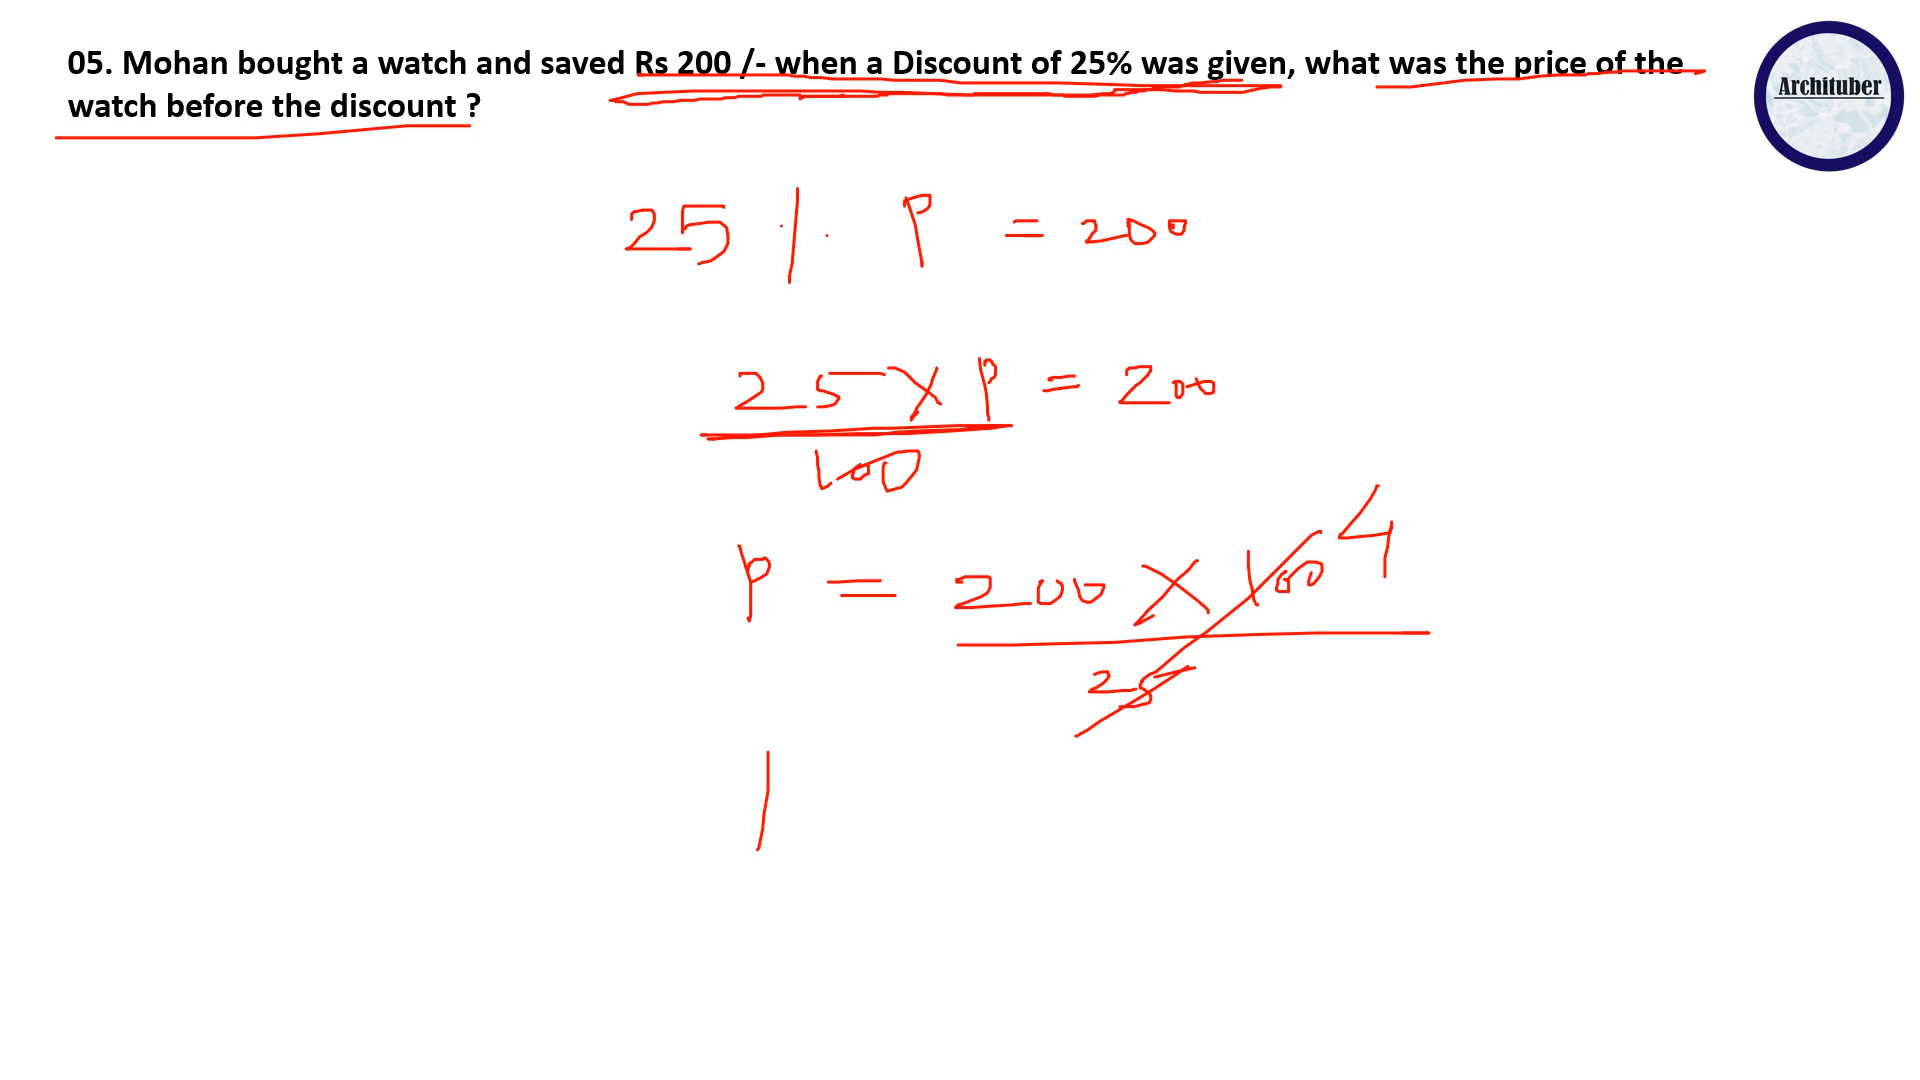 05. Mohan bought a watch and saved Rs 200 /- when a Discount of 25% was given, what was the price of the
watch before the discount ?
Archituber
25 % P = 200
25 X P = 200
100
4
P = 200 X 100
25